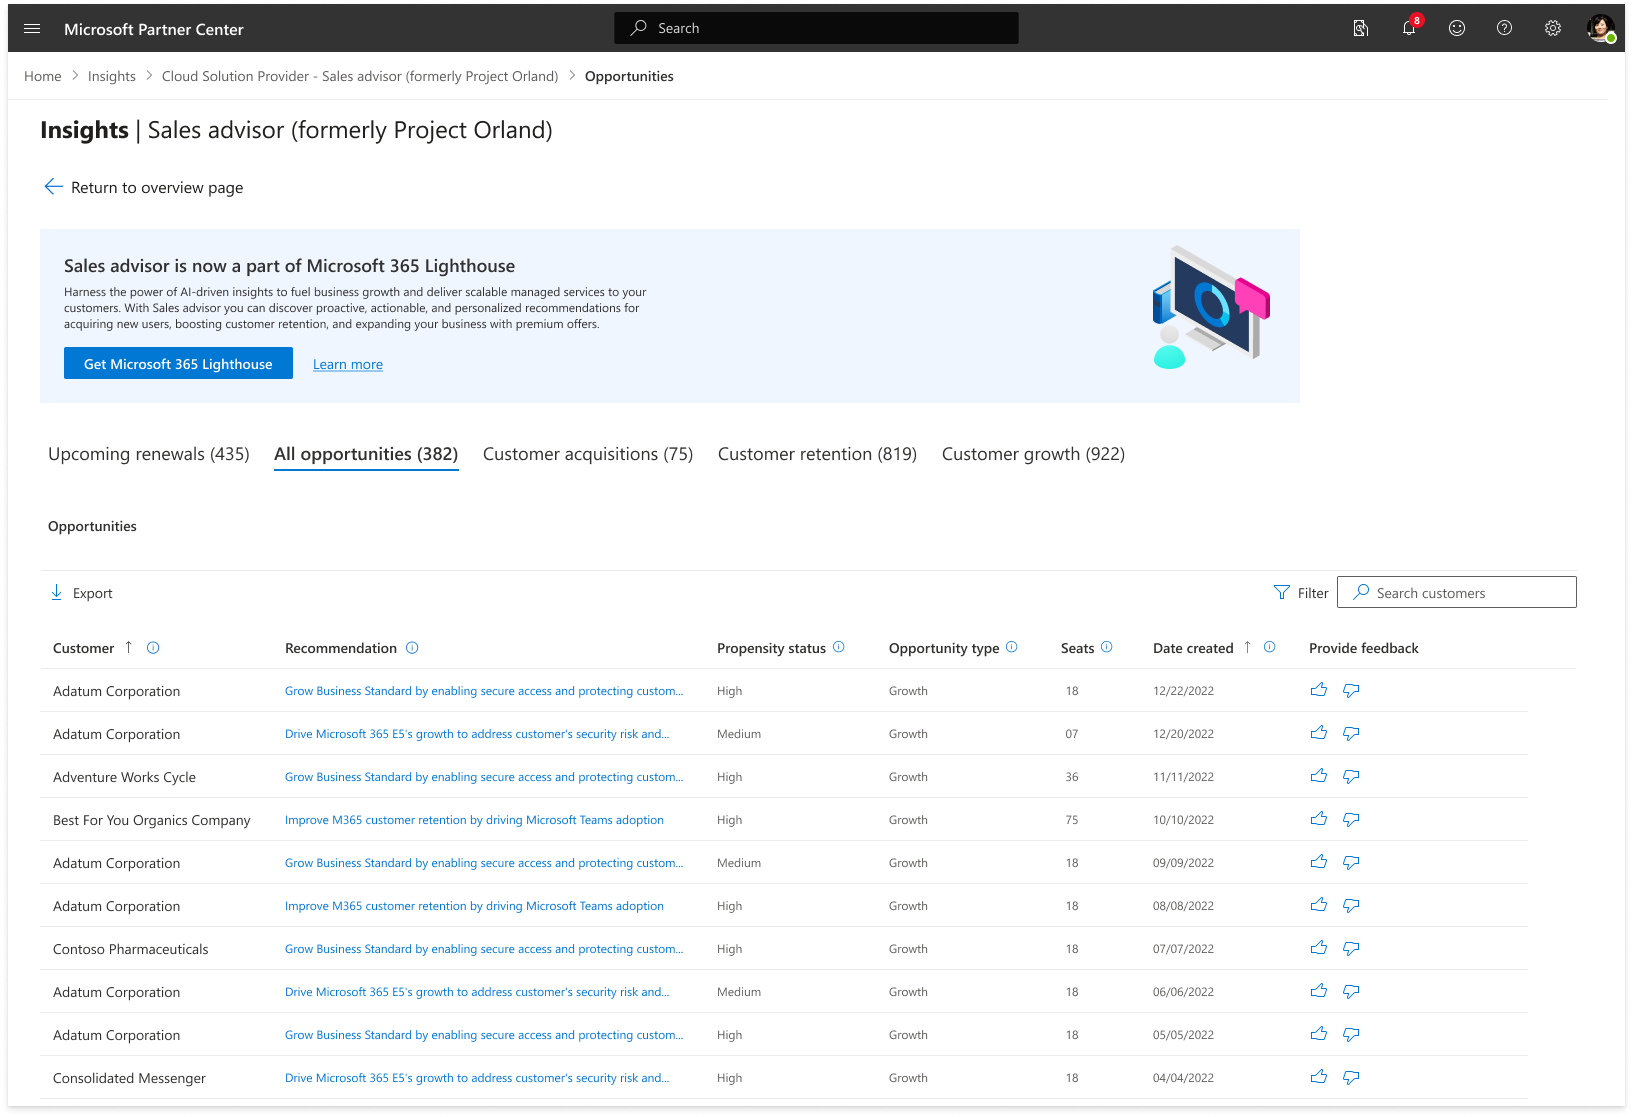 Microsoft Partner Center
Search
8
Home > Insights > Cloud Solution Provider - Sales advisor (formerly Project Orland) > Opportunities
Insights | Sales advisor (formerly Project Orland)
Return to overview page
Sales advisor is now a part of Microsoft 365 Lighthouse
Harness the power of AI-driven insights to fuel business growth and deliver scalable managed services to your
customers. With Sales advisor you can discover proactive, actionable, and personalized recommendations for
acquiring new users, boosting customer retention, and expanding your business with premium offers.
Get Microsoft 365 Lighthouse Learn more
Upcoming renewals (435) All opportunities (382) Customer acquisitions (75) Customer retention (819) Customer growth (922)
Opportunities
Export Filter Search customers
Customer Recommendation Propensity status Opportunity type Seats Date created Provide feedback
Adatum Corporation Grow Business Standard by enabling secure access and protecting custom... High Growth 18 12/22/2022
Adatum Corporation Drive Microsoft 365 E5's growth to address customer's security risk and... Medium Growth 07 12/20/2022
Adventure Works Cycle Grow Business Standard by enabling secure access and protecting custom... High Growth 36 11/11/2022
Best For You Organics Company Improve M365 customer retention by driving Microsoft Teams adoption High Growth 75 10/10/2022
Adatum Corporation Grow Business Standard by enabling secure access and protecting custom... Medium Growth 18 09/09/2022
Adatum Corporation Improve M365 customer retention by driving Microsoft Teams adoption High Growth 18 08/08/2022
Contoso Pharmaceuticals Grow Business Standard by enabling secure access and protecting custom... High Growth 18 07/07/2022
Adatum Corporation Drive Microsoft 365 E5's growth to address customer's security risk and... Medium Growth 18 06/06/2022
Adatum Corporation Grow Business Standard by enabling secure access and protecting custom... High Growth 18 05/05/2022
Consolidated Messenger Drive Microsoft 365 E5's growth to address customer's security risk and... High Growth 18 04/04/2022